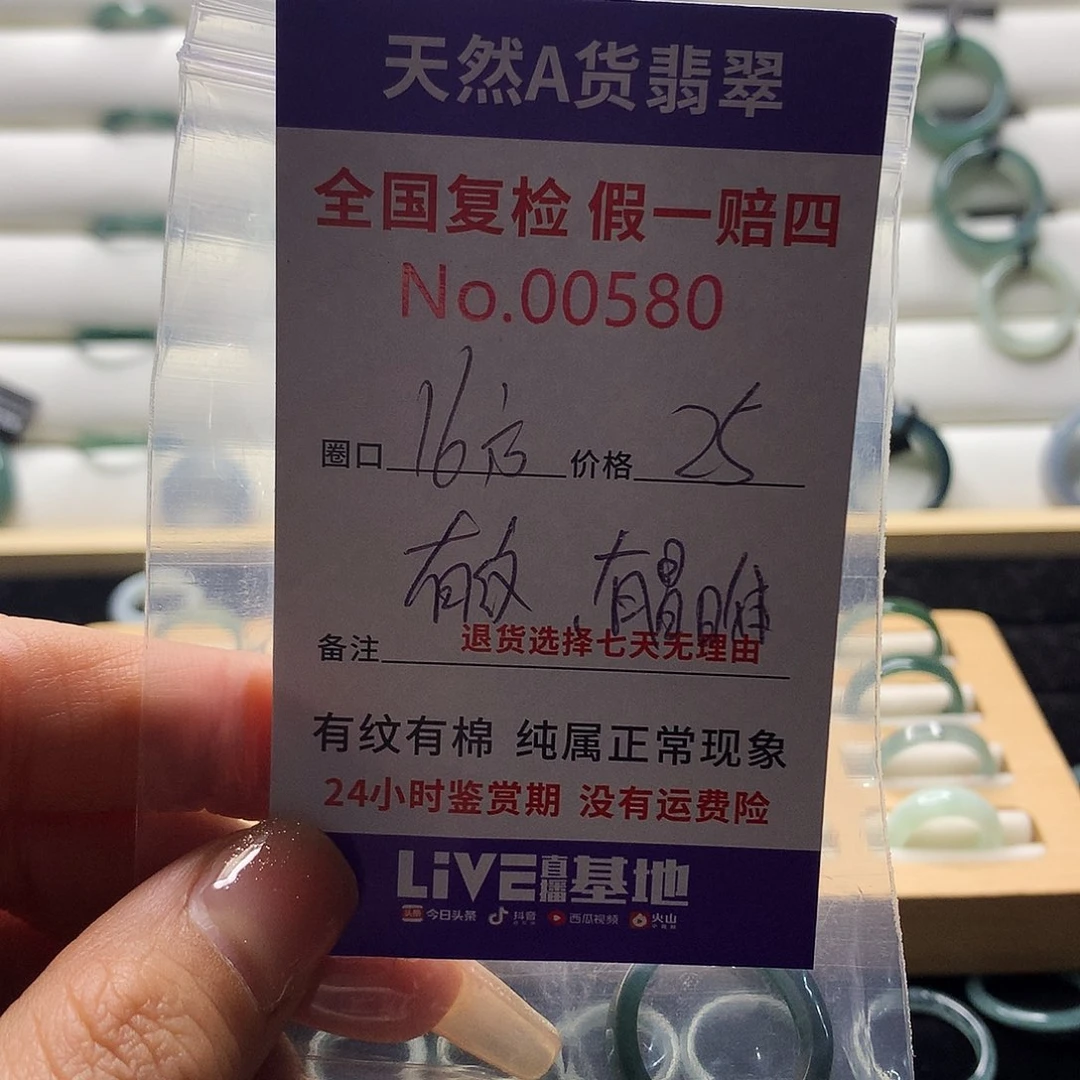 天然A货翡翠
全国复检 假一赔四
No.00580
圈口 16 价格 25
有纹 有
备注 退货选择七天无理由
有纹有棉 纯属正常现象
24小时鉴赏期 没有运费险
LiVE直播基地
头条 今日头条 抖音 西瓜视频 火山